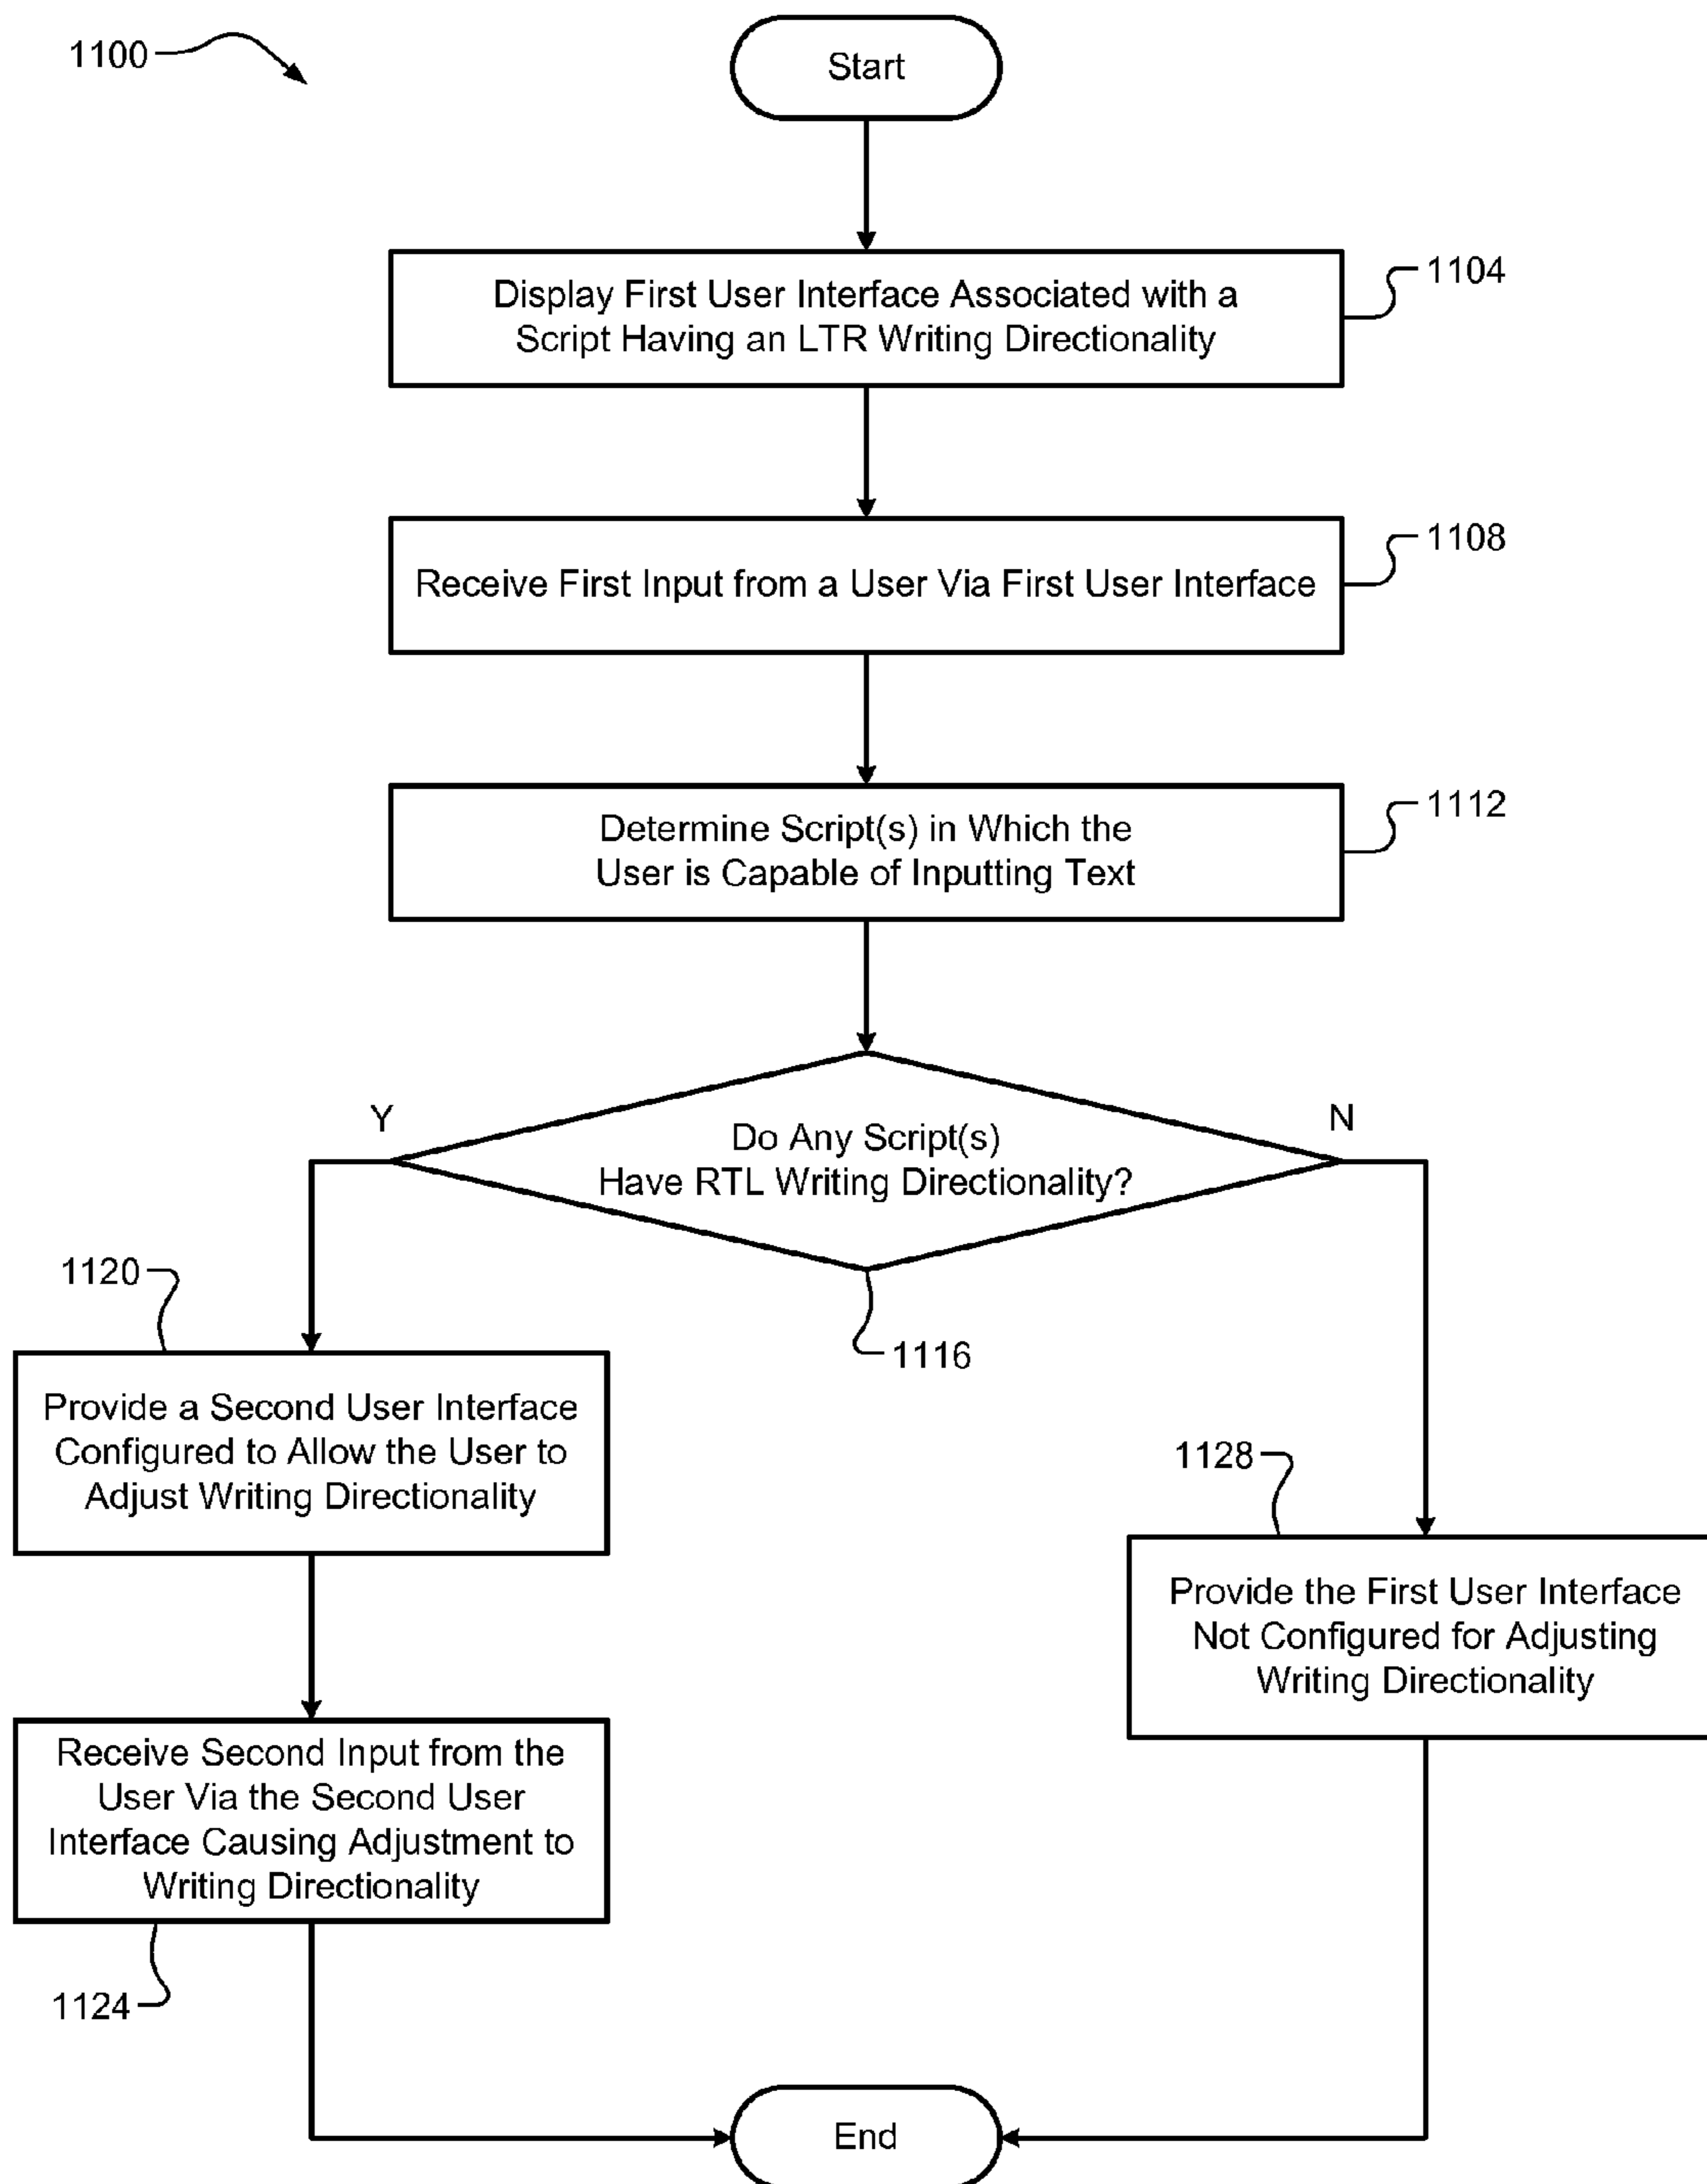 1100
Start
Display First User Interface Associated with a
Script Having an LTR Writing Directionality
1104
Receive First Input from a User Via First User Interface
1108
Determine Script(s) in Which the
User is Capable of Inputting Text
1112
Do Any Script(s)
Have RTL Writing Directionality?
Y
N
1116
1120
Provide a Second User Interface
Configured to Allow the User to
Adjust Writing Directionality
1128
Provide the First User Interface
Not Configured for Adjusting
Writing Directionality
Receive Second Input from the
User Via the Second User
Interface Causing Adjustment to
Writing Directionality
1124
End